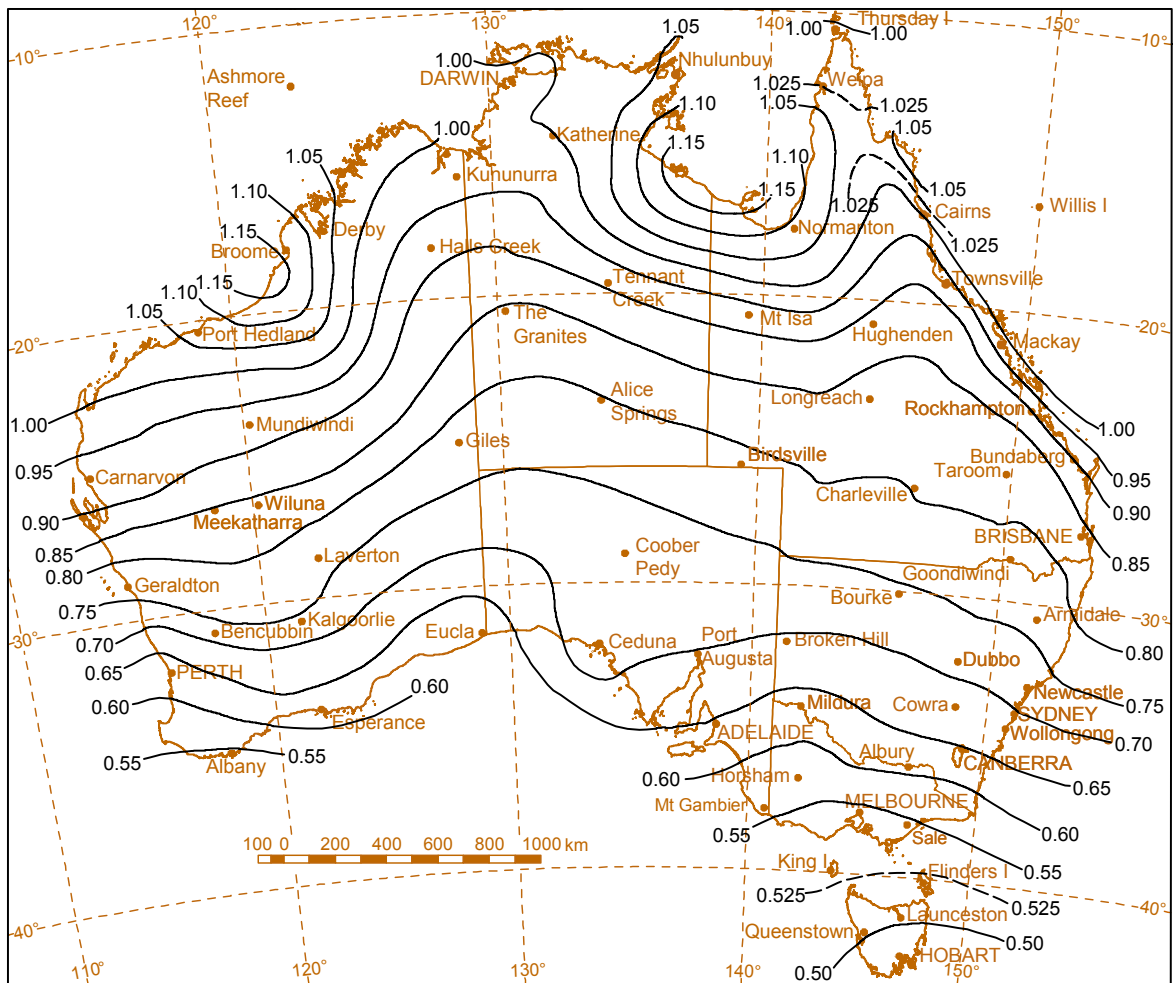 120°
130°
140°
150°
Thursday I
1.05
1.00
1.00
-10°
-10°
1.00
Nhulunbuy
Ashmore
Reef
DARWIN
Weipa
1.025
1.10
1.05
1.025
1.00
Katherine
1.05
1.15
1.05
1.10
Kununurra
1.10
1.15
1.05
1.025
Cairns
Willis I
1.15
Derby
Normanton
Broome
Halls Creek
1.025
Tennant
Creek
Townsville
1.15
1.10
1.05
The
Granites
Mt Isa
Port Hedland
Hughenden
-20°
-20°
Mackay
Alice
Springs
Longreach
Rockhampton
1.00
Mundiwindi
1.00
Giles
Birdsville
Bundaberg
0.95
Carnarvon
Taroom
0.95
Charleville
0.90
Wiluna
Meekatharra
0.90
0.85
BRISBANE
Coober
Pedy
0.85
0.80
Laverton
Goondiwindi
Geraldton
Bourke
0.75
Kalgoorlie
Armidale
-30°
-30°
0.70
Bencubbin
Eucla
Ceduna
Port
Augusta
Broken Hill
0.80
0.65
PERTH
Dubbo
0.60
0.60
Mildura
Newcastle
0.75
Cowra
SYDNEY
Esperance
ADELAIDE
Wollongong
0.70
0.55
0.55
Albany
Albury
CANBERRA
0.60
Horsham
0.65
Mt Gambier
MELBOURNE
0.55
0.60
100 0 200 400 600 800 1000 km
Sale
King I
Flinders I
0.55
0.525
0.525
-40°
-40°
Launceston
Queenstown
0.50
HOBART
0.50
110°
120°
130°
140°
150°